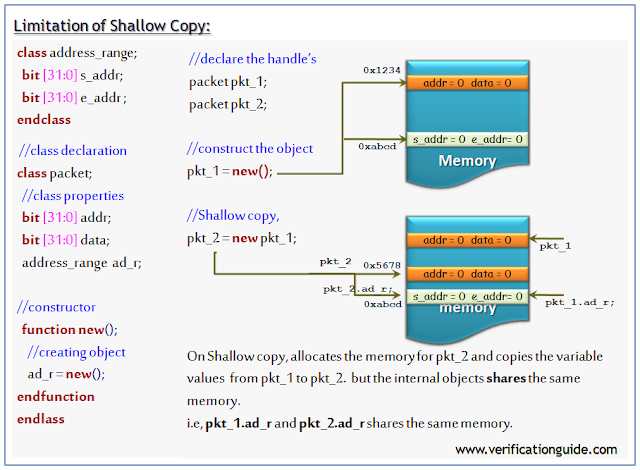 Limitation of Shallow Copy:
class address_range;
bit [31:0] s_addr;
bit [31:0] e_addr;
endclass
//class declaration
class packet;
//class properties
bit [31:0] addr;
bit [31:0] data;
address_range ad_r;
//constructor
function new();
//creating object
ad_r = new();
endfunction
endlass
//declare the handle's
packet pkt_1;
packet pkt_2;
//construct the object
pkt_1 = new();
//Shallow copy,
pkt_2 = new pkt_1;
0x1234
addr = 0 data = 0
0xabcd
s_addr = 0 e_addr= 0
Memory
addr = 0 data = 0
pkt_1
pkt_2
0x5678
addr = 0 data = 0
pkt_2.ad_r;
0xabcd
s_addr = 0 e_addr= 0
pkt_1.ad_r;
memory
On Shallow copy, allocates the memory for pkt_2 and copies the variable
values from pkt_1 to pkt_2. but the internal objects shares the same
memory.
i.e, pkt_1.ad_r and pkt_2.ad_r shares the same memory.
www.verificationguide.com